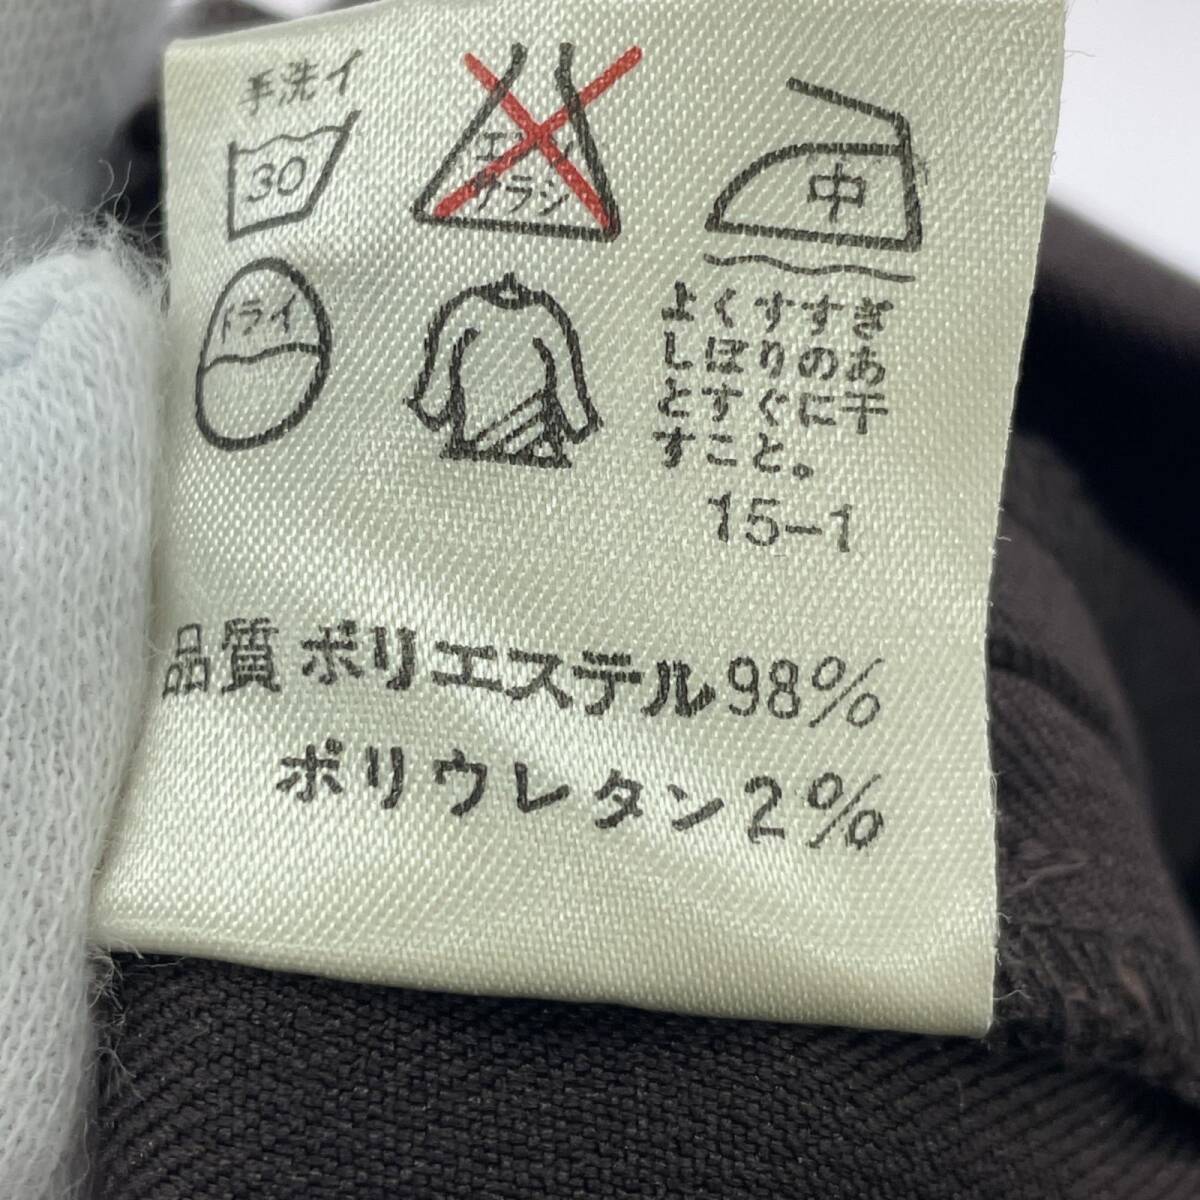 手洗イ
30
エンソ
サラシ
中
ドライ
よくすすぎ
しぼりのあ
とすぐに干
すこと。
15-1
品質 ポリエステル98%
ポリウレタン2%